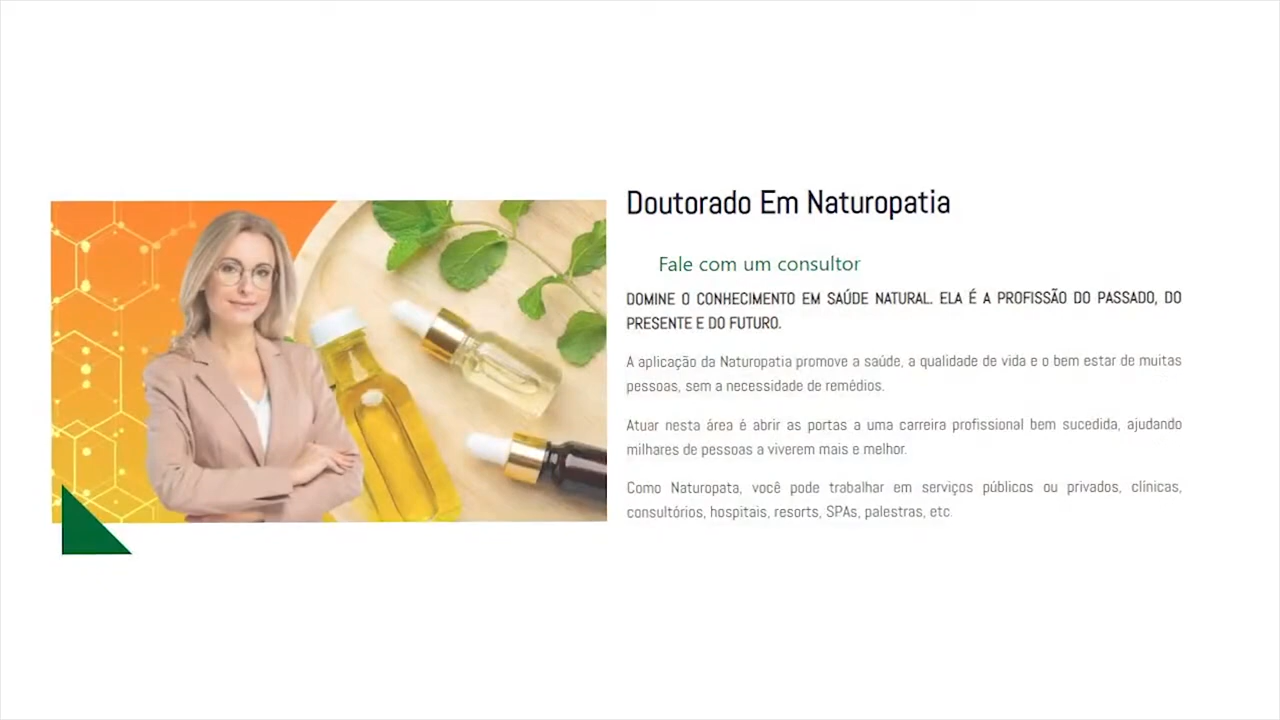 Doutorado Em Naturopatia
Fale com um consultor
DOMINE O CONHECIMENTO EM SAÚDE NATURAL. ELA É A PROFISSÃO DO PASSADO, DO
PRESENTE E DO FUTURO.
A aplicação da Naturopatia promove a saúde, a qualidade de vida e o bem estar de muitas
pessoas, sem a necessidade de remédios.
Atuar nesta área é abrir as portas a uma carreira profissional bem sucedida, ajudando
milhares de pessoas a viverem mais e melhor.
Como Naturopata, você pode trabalhar em serviços públicos ou privados, clínicas,
consultórios, hospitais, resorts, SPAs, palestras, etc.